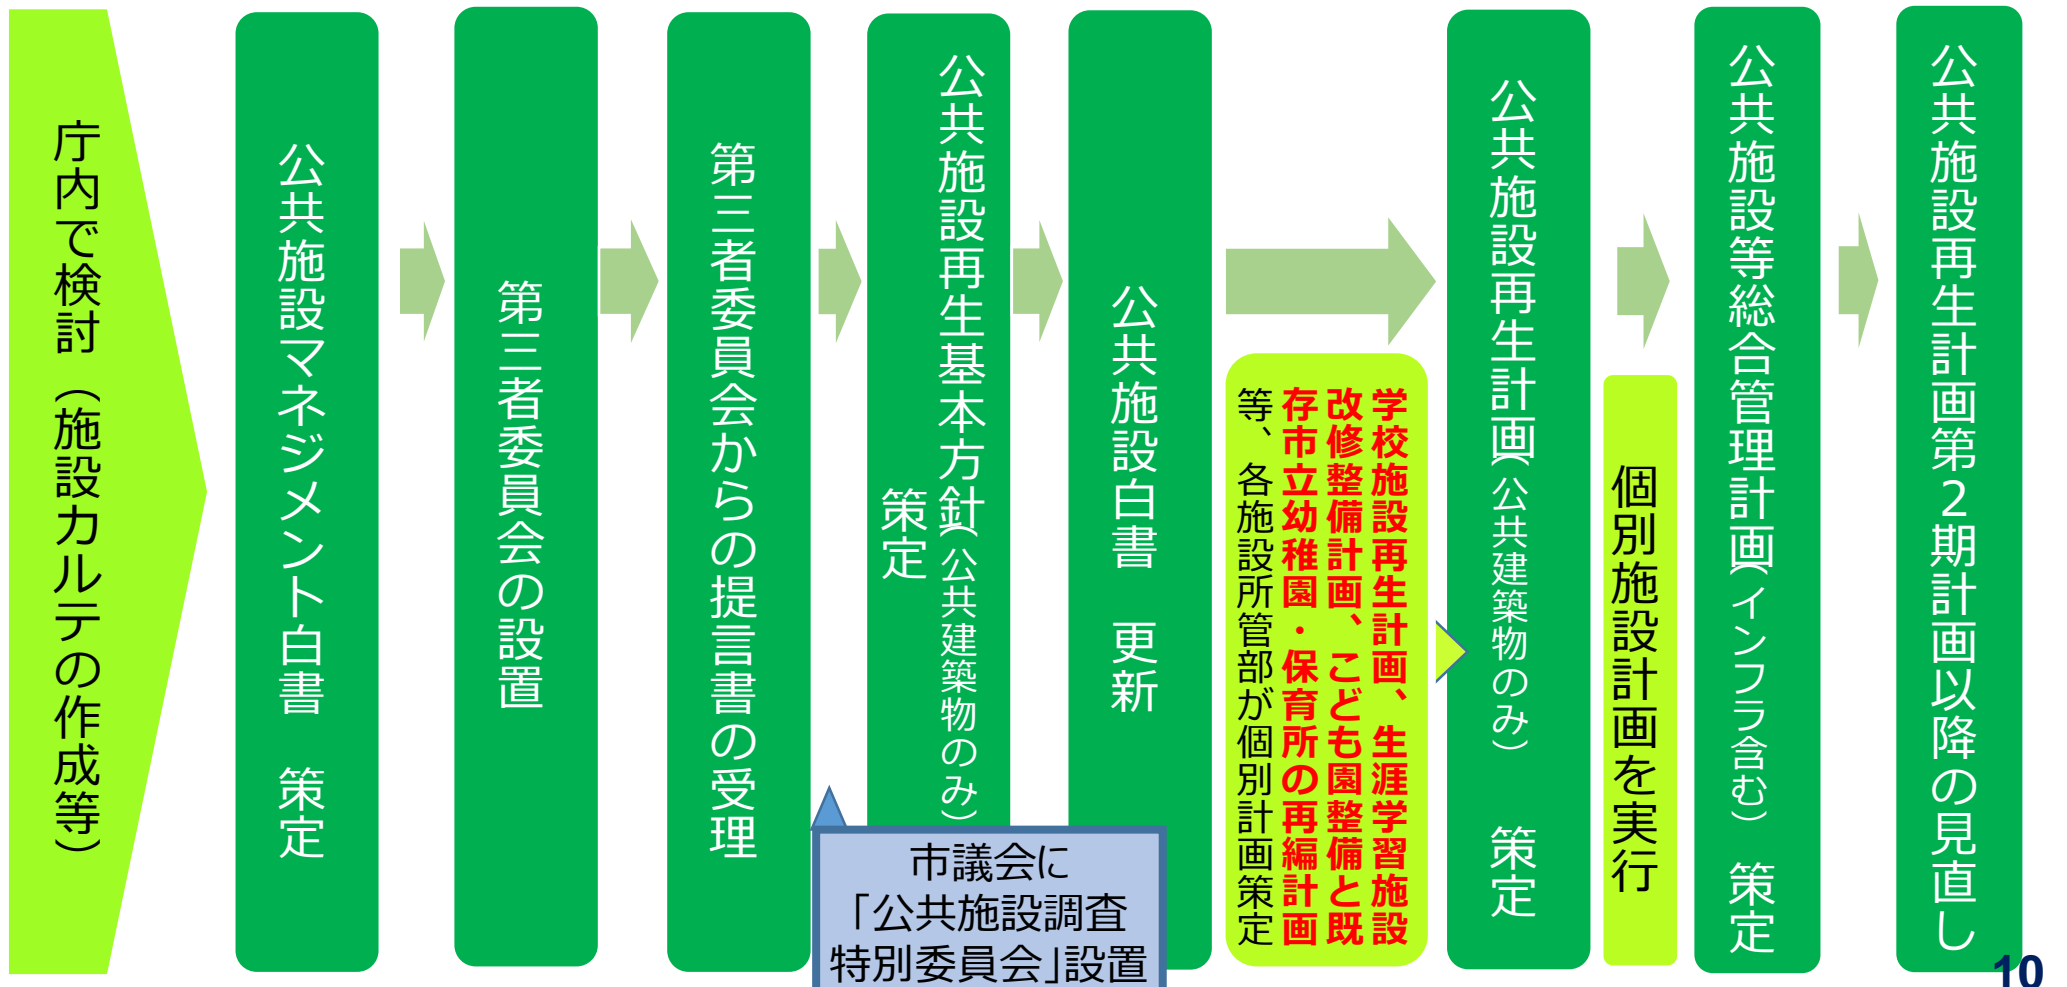 庁内で検討（施設カルテの作成等）
公共施設マネジメント白書　策定
第三者委員会の設置
第三者委員会からの提言書の受理
公共施設再生基本方針（公共建築物のみ）
策定
市議会に
「公共施設調査
特別委員会」設置
公共施設白書　更新
学校施設再生計画、生涯学習施設
改修整備計画、こども園整備と既
存市立幼稚園・保育所の再編計画
等、各施設所管部が個別計画策定
公共施設再生計画（公共建築物のみ）　策定
個別施設計画を実行
公共施設等総合管理計画（インフラ含む）　策定
公共施設再生計画第２期計画以降の見直し
10